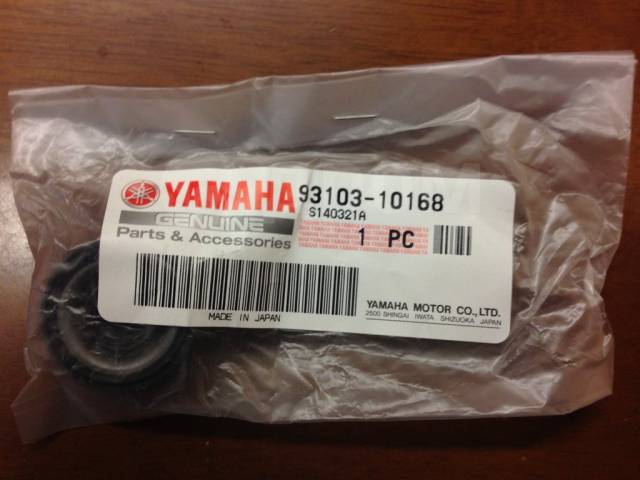 YAMAHA 93103-10168
S140321A
GENUINE
Parts & Accessories
1 PC
MADE IN JAPAN
YAMAHA MOTOR CO., LTD.
2500 SHINGAI IWATA SHIZUOKA JAPAN